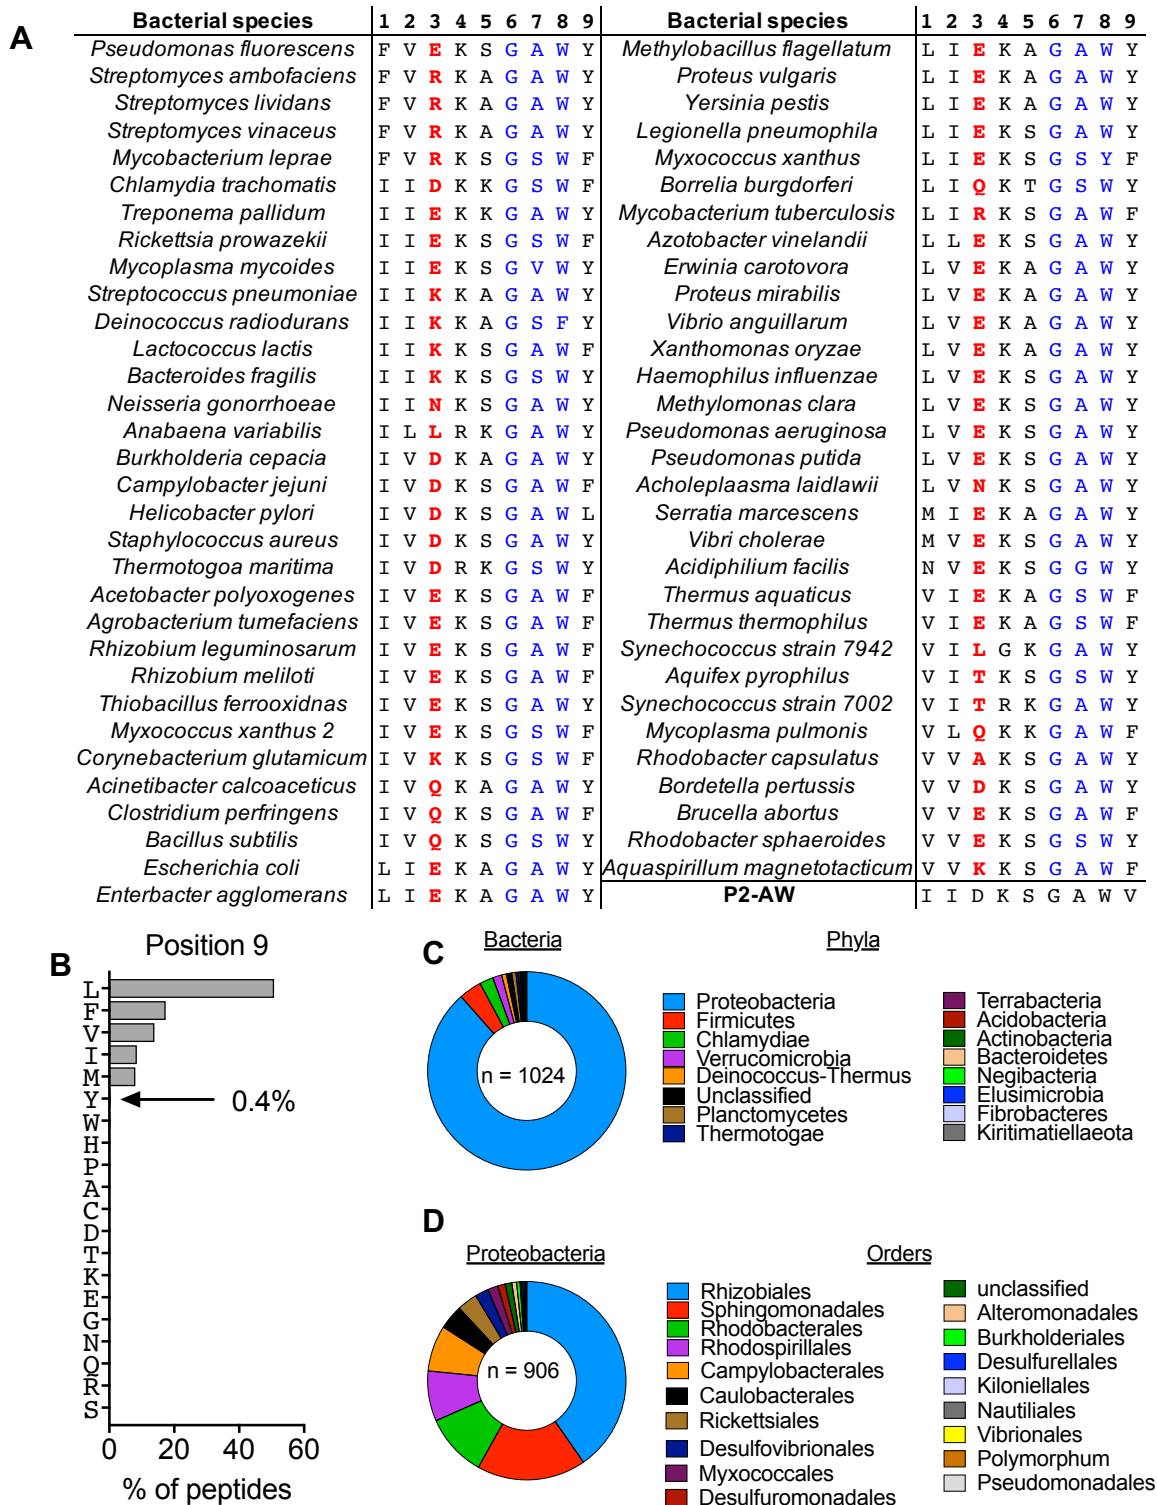 A
Bacterial species 1 2 3 4 5 6 7 8 9 Bacterial species 1 2 3 4 5 6 7 8 9
Pseudomonas fluorescens F V E K S G A W Y Methylobacillus flagellatum L I E K A G A W Y
Streptomyces ambofaciens F V R K A G A W Y Proteus vulgaris L I E K A G A W Y
Streptomyces lividans F V R K A G A W Y Yersinia pestis L I E K A G A W Y
Streptomyces vinaceus F V R K A G A W Y Legionella pneumophila L I E K S G A W Y
Mycobacterium leprae F V R K S G S W F Myxococcus xanthus L I E K S G S Y F
Chlamydia trachomatis I I D K K G S W F Borrelia burgdorferi L I Q K T G S W Y
Treponema pallidum I I E K K G A W Y Mycobacterium tuberculosis L I R K S G A W F
Rickettsia prowazekii I I E K S G S W F Azotobacter vinelandii L L E K S G A W Y
Mycoplasma mycoides I I E K S G V W Y Erwinia carotovora L V E K A G A W Y
Streptococcus pneumoniae I I K K A G A W Y Proteus mirabilis L V E K A G A W Y
Deinococcus radiodurans I I K K A G S F Y Vibrio anguillarum L V E K A G A W Y
Lactococcus lactis I I K K S G A W F Xanthomonas oryzae L V E K A G A W Y
Bacteroides fragilis I I K K S G S W Y Haemophilus influenzae L V E K S G A W Y
Neisseria gonorrhoeae I I N K S G A W Y Methylomonas clara L V E K S G A W Y
Anabaena variabilis I L L R K G A W Y Pseudomonas aeruginosa L V E K S G A W Y
Burkholderia cepacia I V D K A G A W Y Pseudomonas putida L V E K S G A W Y
Campylobacter jejuni I V D K S G A W F Acholeplaasma laidlawii L V N K S G A W Y
Helicobacter pylori I V D K S G A W L Serratia marcescens M I E K A G A W Y
Staphylococcus aureus I V D K S G A W Y Vibri cholerae M V E K S G A W Y
Thermotogoa maritima I V D R K G S W Y Acidiphilium facilis N V E K S G G W Y
Acetobacter polyoxogenes I V E K S G A W F Thermus aquaticus V I E K A G S W F
Agrobacterium tumefaciens I V E K S G A W F Thermus thermophilus V I E K A G S W F
Rhizobium leguminosarum I V E K S G A W F Synechococcus strain 7942 V I L G K G A W Y
Rhizobium meliloti I V E K S G A W F Aquifex pyrophilus V I T K S G S W Y
Thiobacillus ferrooxidnas I V E K S G A W Y Synechococcus strain 7002 V I T R K G A W Y
Myxococcus xanthus 2 I V E K S G S W F Mycoplasma pulmonis V L Q K K G A W F
Corynebacterium glutamicum I V K K S G S W F Rhodobacter capsulatus V V A K S G A W Y
Acinetibacter calcoaceticus I V Q K A G A W Y Bordetella pertussis V V D K S G A W Y
Clostridium perfringens I V Q K S G A W F Brucella abortus V V E K S G A W F
Bacillus subtilis I V Q K S G S W Y Rhodobacter sphaeroides V V E K S G S W Y
Escherichia coli L I E K A G A W Y Aquaspirillum magnetotacticum V V K K S G A W F
Enterbacter agglomerans L I E K A G A W Y P2-AW I I D K S G A W V
B
Position 9
L
F
V
I
M
Y 0.4%
W
H
P
A
C
D
T
K
E
G
N
Q
R
S
0 20 40 60
% of peptides
C
Bacteria Phyla
n = 1024
Proteobacteria
Firmicutes
Chlamydiae
Verrucomicrobia
Deinococcus-Thermus
Unclassified
Planctomycetes
Thermotogae
Terrabacteria
Acidobacteria
Actinobacteria
Bacteroidetes
Negibacteria
Elusimicrobia
Fibrobacteres
Kiritimatiellaeota
D
Proteobacteria Orders
n = 906
Rhizobiales
Sphingomonadales
Rhodobacterales
Rhodospirillales
Campylobacterales
Caulobacterales
Rickettsiales
Desulfovibrionales
Myxococcales
Desulfuromonadales
unclassified
Alteromonadales
Burkholderiales
Desulfurellales
Kiloniellales
Nautiliales
Vibrionales
Polymorphum
Pseudomonadales